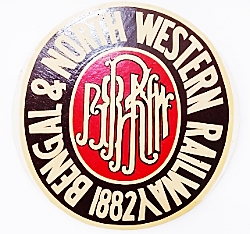 BENGAL & NORTH WESTERN RAILWAY
1882